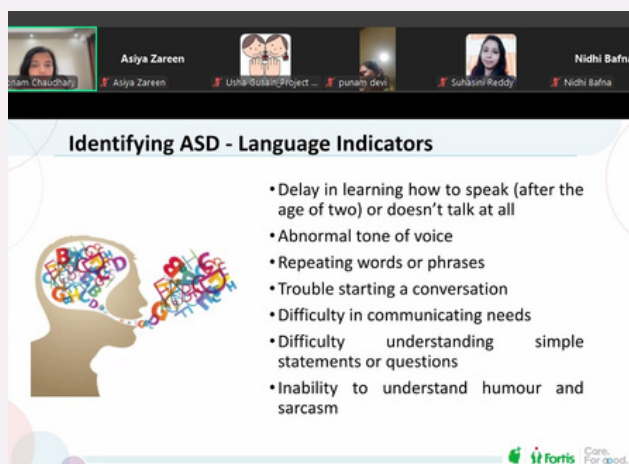 Asiya Zareen
Nidhi Bafna
Chaudhary
Asiya Zareen
Usha Gusain_Project ...
punam devi
Suhasini Reddy
Nidhi Bafna
Identifying ASD - Language Indicators
• Delay in learning how to speak (after the
age of two) or doesn't talk at all
• Abnormal tone of voice
• Repeating words or phrases
• Trouble starting a conversation
• Difficulty in communicating needs
• Difficulty understanding simple
statements or questions
• Inability to understand humour and
sarcasm
Fortis
Care.
For good.